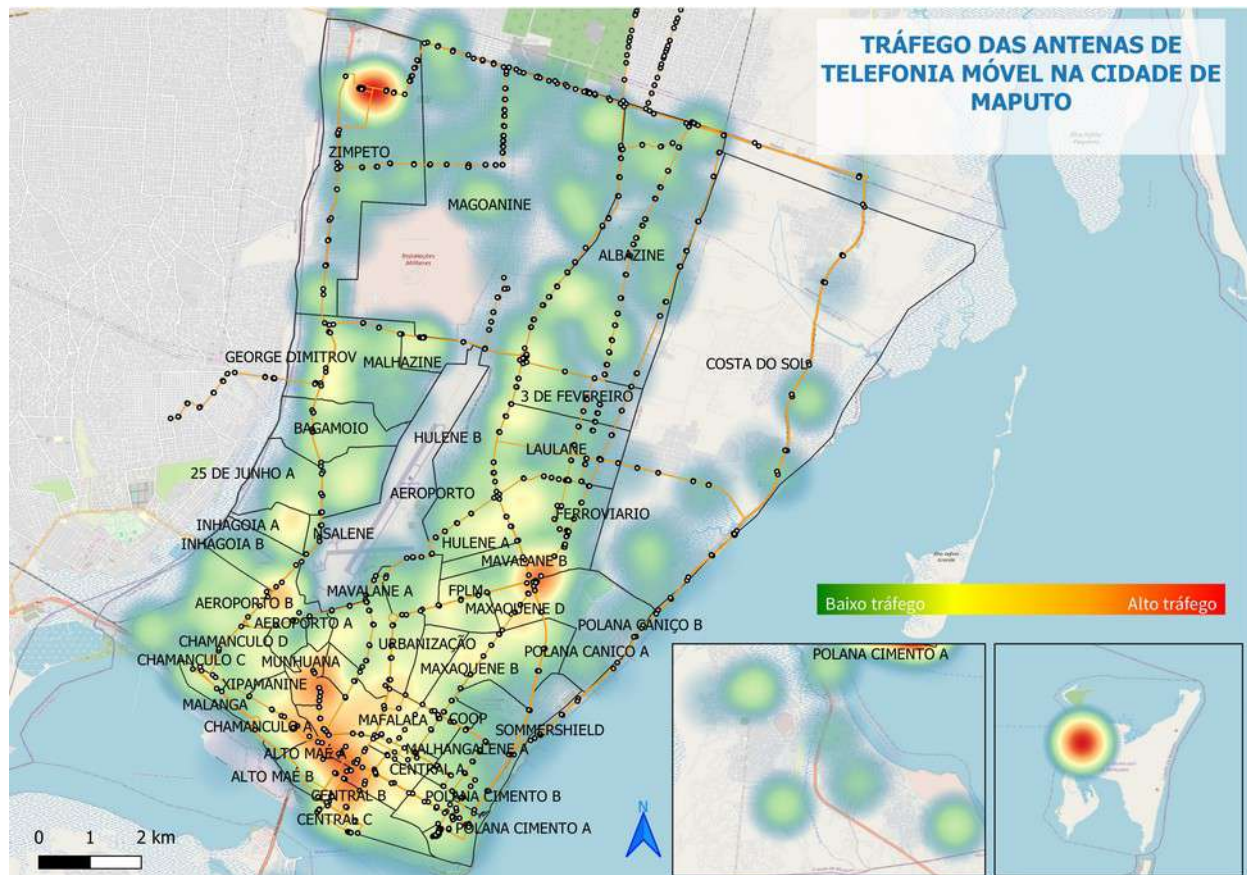 TRÁFEGO DAS ANTENAS DE
TELEFONIA MÓVEL NA CIDADE DE
MAPUTO
ZIMPETO
MAGOANINE
Instalações
Militares
ALBAZINE
GEORGE DIMITROV
MALHAZINE
COSTA DO SOL
3 DE FEVEREIRO
BAGAMOIO
HULENE B
LAULANE
25 DE JUNHO A
AEROPORTO
FERROVIARIO
INHAGOIA A
NSALENE
INHAGOIA B
HULENE A
MAVALANE B
MAVALANE A
FPLM
AEROPORTO B
MAXAQUENE D
AEROPORTO A
POLANA CANIÇO B
CHAMANCULO D
URBANIZAÇÃO
POLANA CANIÇO A
CHAMANCULO C
MUNHUANA
MAXAQUENE B
XIPAMANINE
MALANGA
MAFALALA
COOP
CHAMANCULO A
SOMMERSHIELD
MALHANGALENE A
ALTO MAÉ A
CENTRAL A
ALTO MAÉ B
CENTRAL B
POLANA CIMENTO B
CENTRAL C
POLANA CIMENTO A
Baixo tráfego
Alto tráfego
POLANA CIMENTO A
N
0 1 2 km